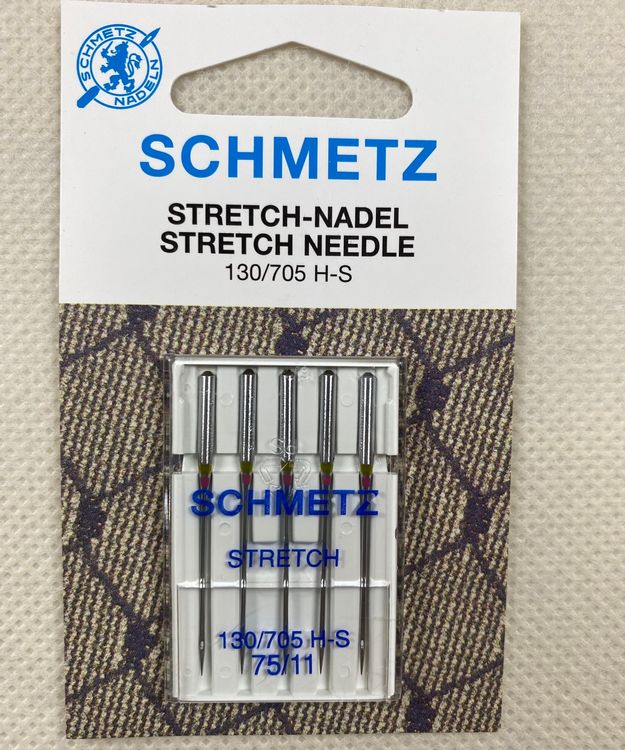 SCHMETZ
NADELN
SCHMETZ
STRETCH-NADEL
STRETCH NEEDLE
130/705 H-S
SCHMETZ
STRETCH
130/705 H-S
75/11